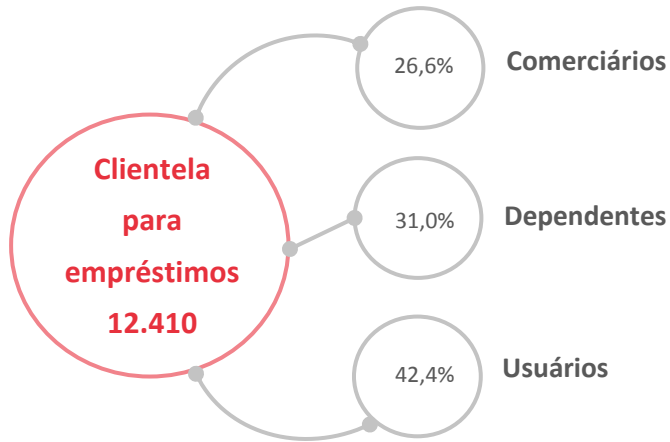 Clientela
para
empréstimos
12.410
26,6%
Comerciários
31,0%
Dependentes
42,4%
Usuários